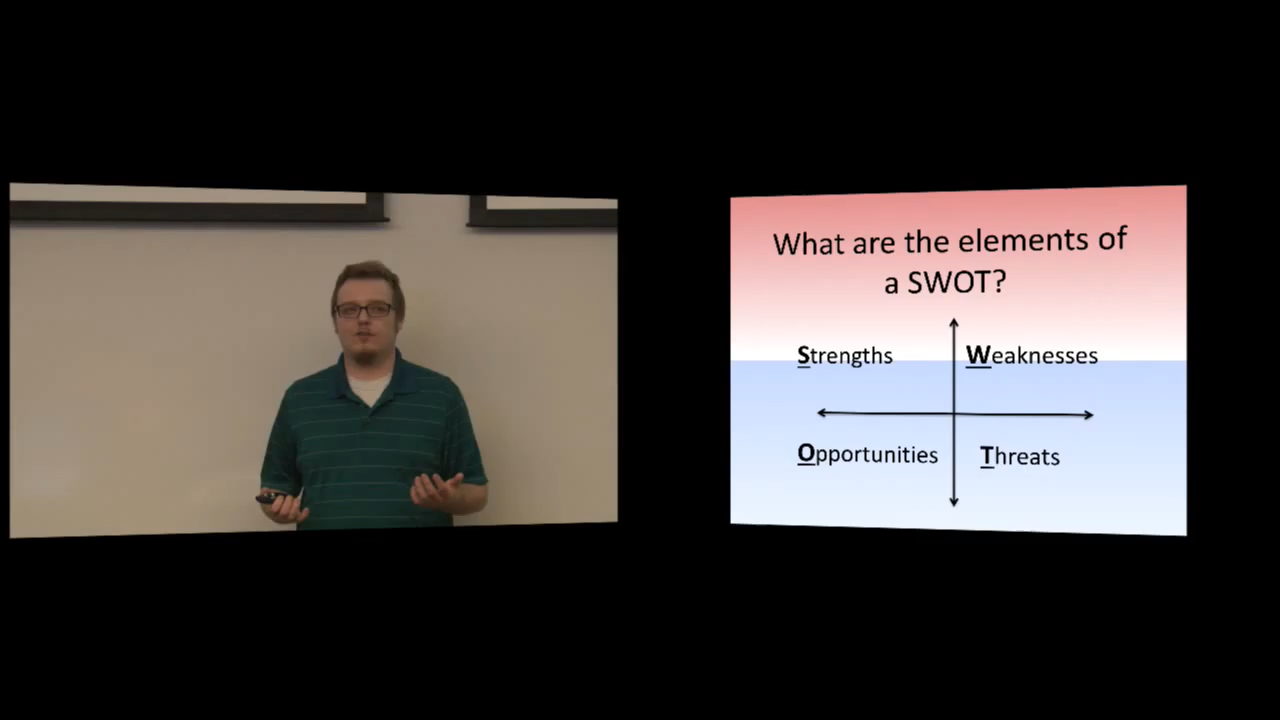 What are the elements of
a SWOT?
Strengths
Weaknesses
Opportunities
Threats